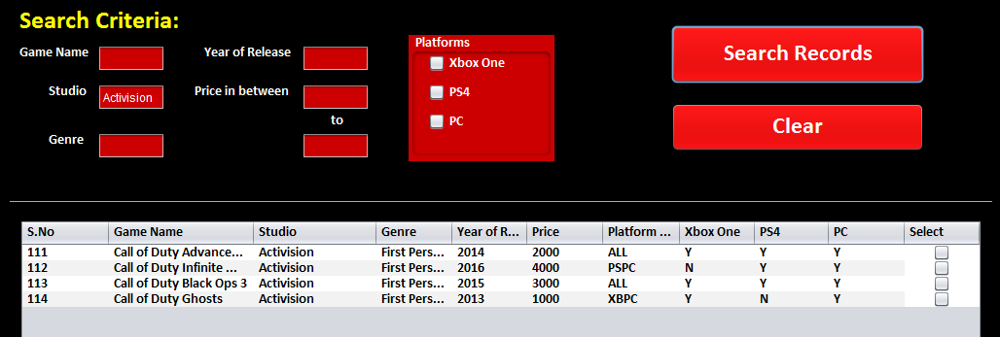 Search Criteria:
Game Name Year of Release Platforms
Xbox One Search Records
Studio Activision Price in between PS4
to PC Clear
Genre
S.No Game Name Studio Genre Year of R... Price Platform ... Xbox One PS4 PC Select
111 Call of Duty Advance... Activision First Pers... 2014 2000 ALL Y Y Y
112 Call of Duty Infinite ... Activision First Pers... 2016 4000 PSPC N Y Y
113 Call of Duty Black Ops 3 Activision First Pers... 2015 3000 ALL Y Y Y
114 Call of Duty Ghosts Activision First Pers... 2013 1000 XBPC Y N Y